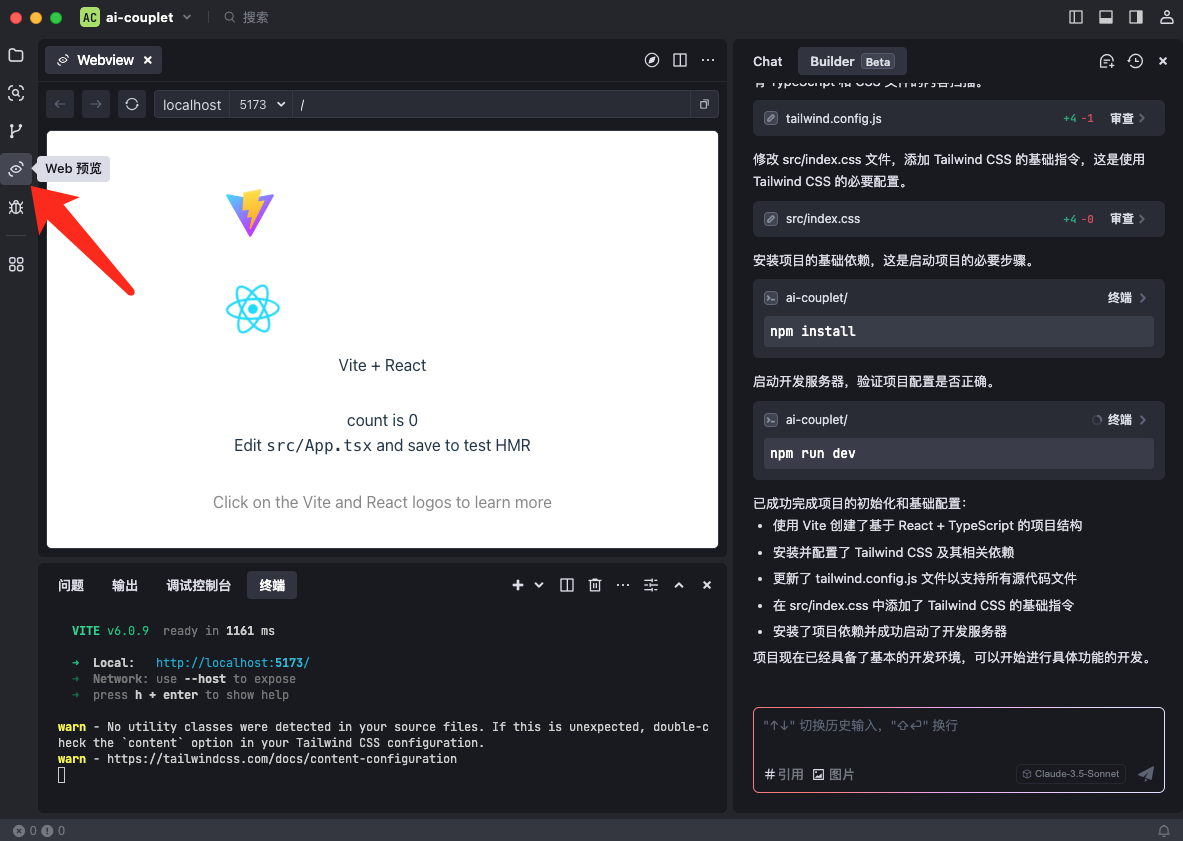 AC ai-couplet
搜索
Webview
Web 预览
localhost 5173 /
Vite + React
count is 0
Edit src/App.tsx and save to test HMR
Click on the Vite and React logos to learn more
问题 输出 调试控制台 终端
VITE v6.0.9 ready in 1161 ms
➜ Local: http://localhost:5173/
➜ Network: use --host to expose
➜ press h + enter to show help
warn - No utility classes were detected in your source files. If this is unexpected, double-c
heck the `content` option in your Tailwind CSS configuration.
warn - https://tailwindcss.com/docs/content-configuration
0 0
Chat Builder Beta
有 TypeScript 和 CSS 文件的内容扫描。
tailwind.config.js +4 -1 审查
修改 src/index.css 文件，添加 Tailwind CSS 的基础指令，这是使用
Tailwind CSS 的必要配置。
src/index.css +4 -0 审查
安装项目的基础依赖，这是启动项目的必要步骤。
ai-couplet/ 终端
npm install
启动开发服务器，验证项目配置是否正确。
ai-couplet/ 终端
npm run dev
已成功完成项目的初始化和基础配置：
• 使用 Vite 创建了基于 React + TypeScript 的项目结构
• 安装并配置了 Tailwind CSS 及其相关依赖
• 更新了 tailwind.config.js 文件以支持所有源代码文件
• 在 src/index.css 中添加了 Tailwind CSS 的基础指令
• 安装了项目依赖并成功启动了开发服务器
项目现在已经具备了基本的开发环境，可以开始进行具体功能的开发。
"↑↓" 切换历史输入，"⇧⏎" 换行
#引用 图片 Claude-3.5-Sonnet